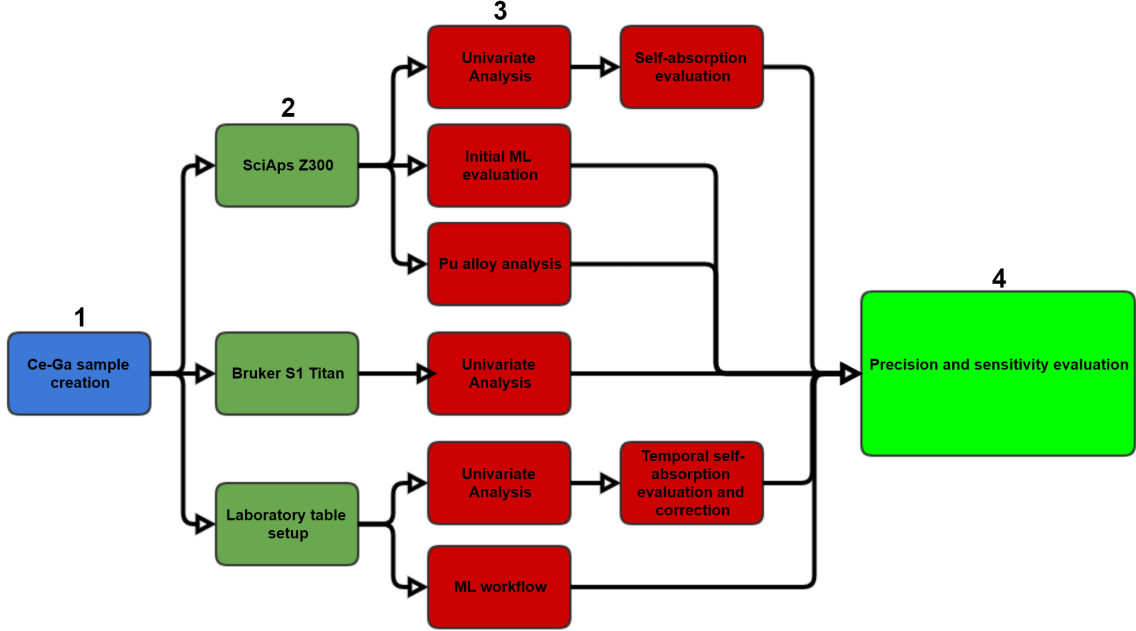 1
Ce-Ga sample
creation
2
SciAps Z300
Bruker S1 Titan
Laboratory table
setup
3
Univariate
Analysis
Self-absorption
evaluation
Initial ML
evaluation
Pu alloy analysis
Univariate
Analysis
Univariate
Analysis
Temporal self-
absorption
evaluation and
correction
ML workflow
4
Precision and sensitivity evaluation